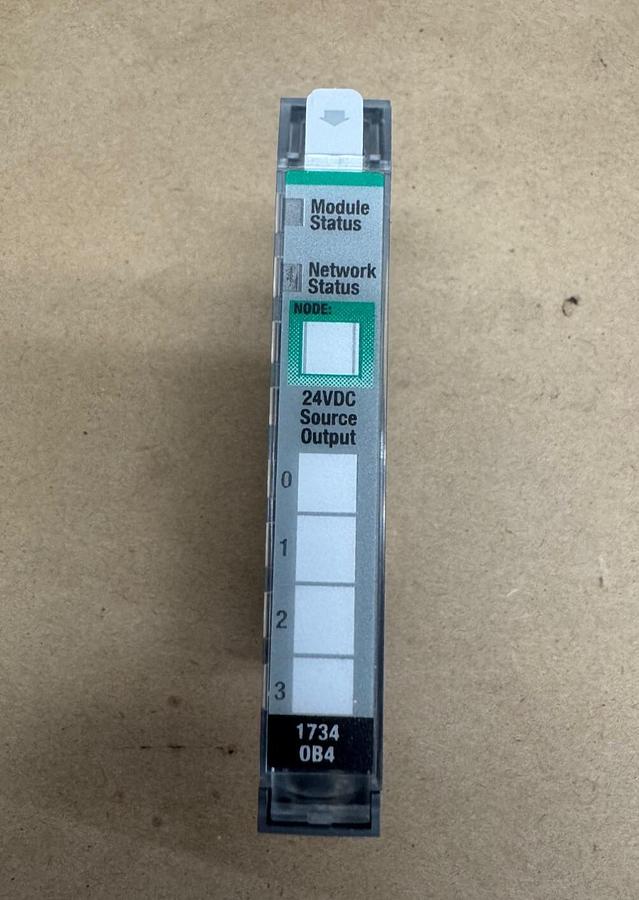 Module
Status
Network
Status
NODE:
24VDC
Source
Output
0
1
2
3
1734
OB4